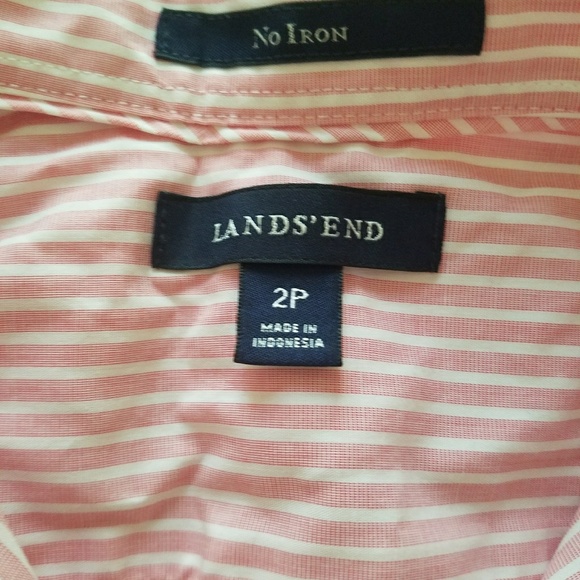 No Iron
LANDS' END
2P
MADE IN
INDONESIA